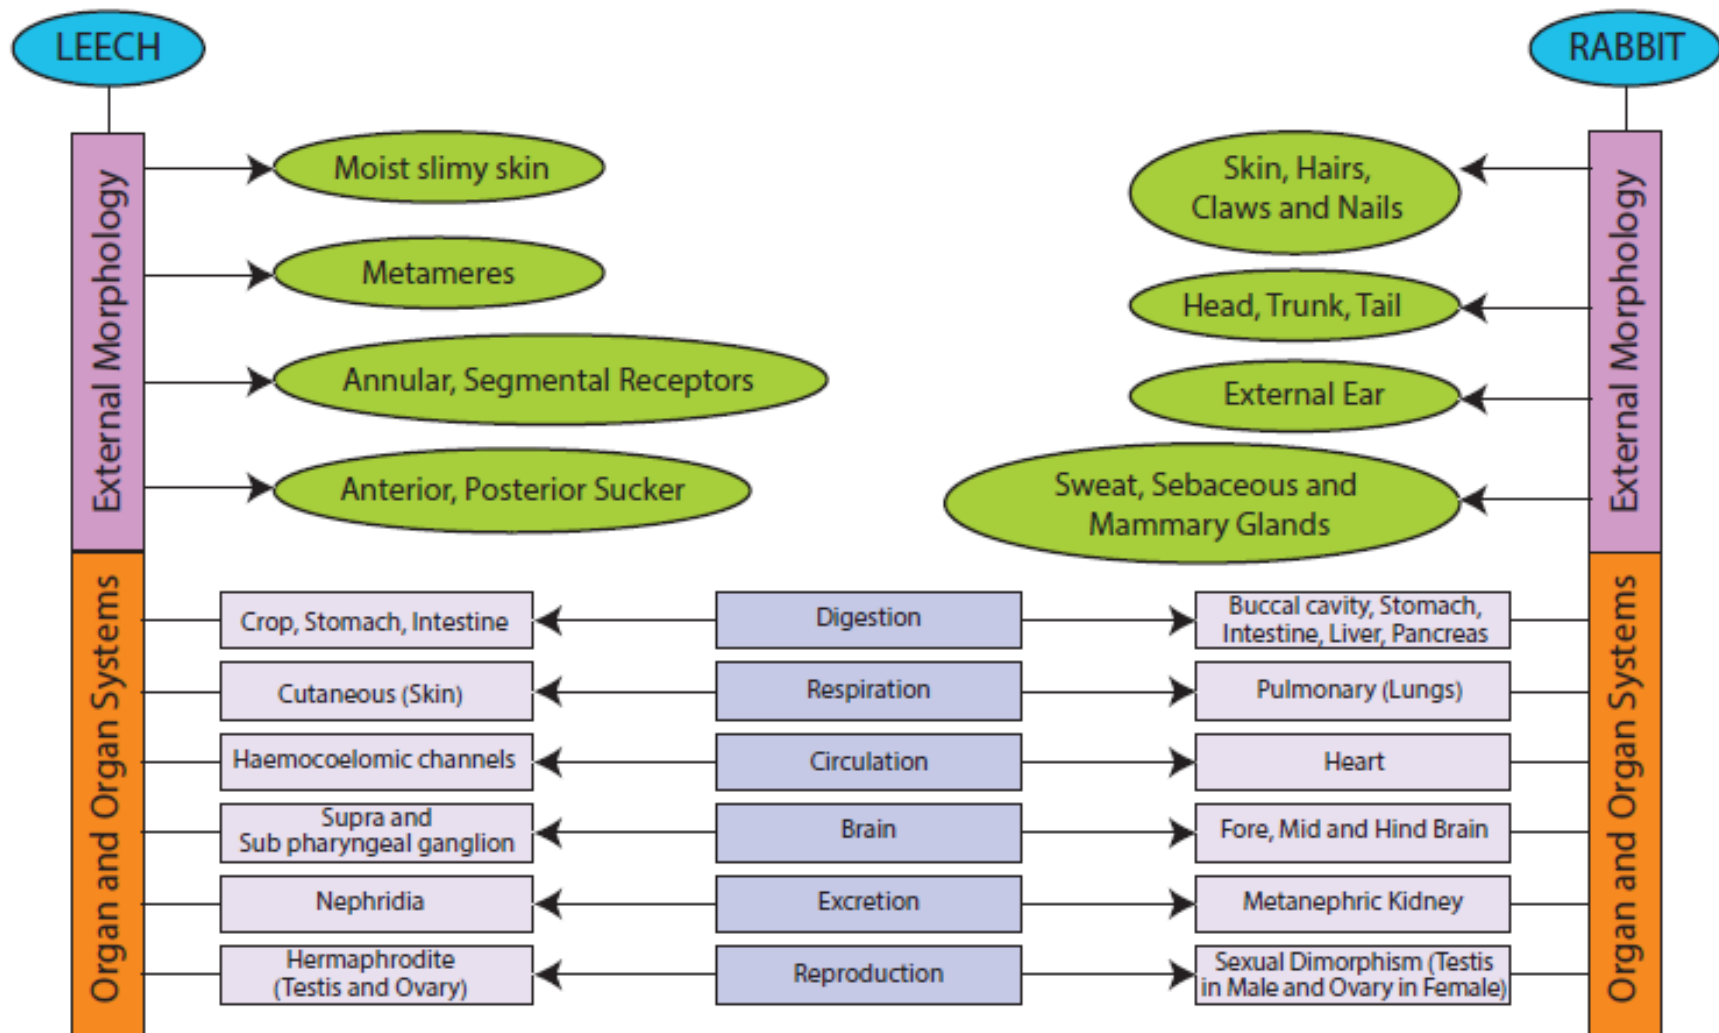 LEECH
RABBIT
External Morphology
Moist slimy skin
Metameres
Annular, Segmental Receptors
Anterior, Posterior Sucker
Skin, Hairs,
Claws and Nails
Head, Trunk, Tail
External Ear
Sweat, Sebaceous and
Mammary Glands
External Morphology
Organ and Organ Systems
Crop, Stomach, Intestine
Digestion
Buccal cavity, Stomach,
Intestine, Liver, Pancreas
Cutaneous (Skin)
Respiration
Pulmonary (Lungs)
Haemocoelomic channels
Circulation
Heart
Supra and
Sub pharyngeal ganglion
Brain
Fore, Mid and Hind Brain
Nephridia
Excretion
Metanephric Kidney
Hermaphrodite
(Testis and Ovary)
Reproduction
Sexual Dimorphism (Testis
in Male and Ovary in Female)
Organ and Organ Systems